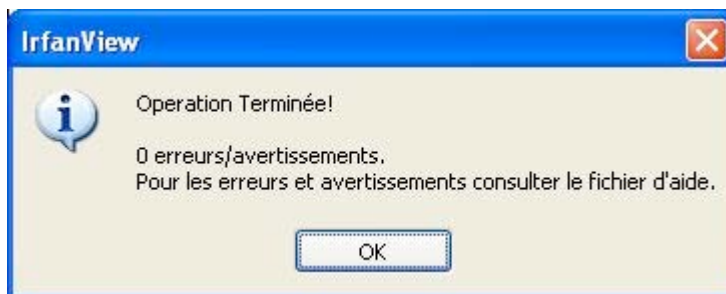 IrfanView
Operation Terminée!
0 erreurs/avertissements.
Pour les erreurs et avertissements consulter le fichier d'aide.
OK